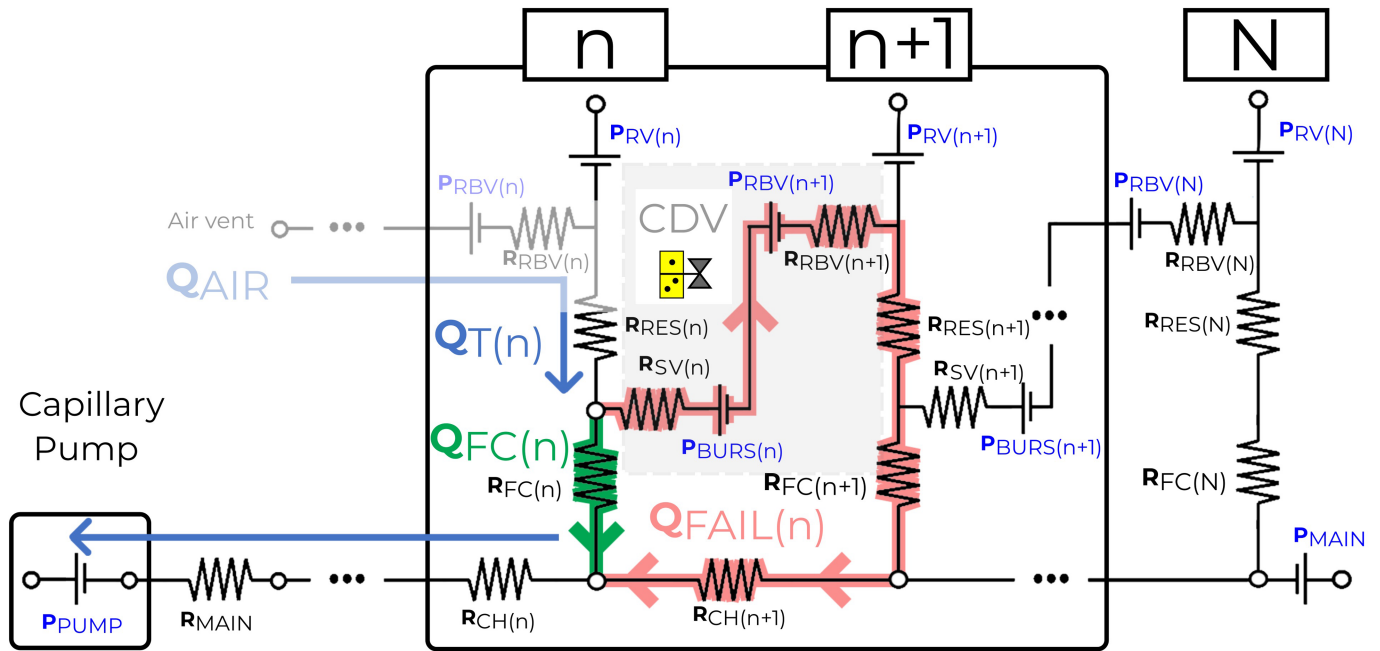 n
n+1
N
PRV(n)
PRV(n+1)
PRV(N)
PRBV(n)
PRBV(n+1)
PRBV(N)
Air vent
•••
CDV
RRBV(n)
RRBV(n+1)
RRBV(N)
QAIR
QT(n)
RRES(n)
RRES(n+1)
•••
RRES(N)
RSV(n)
RSV(n+1)
Capillary
Pump
QFC(n)
PBURS(n)
PBURS(n+1)
RFC(n)
RFC(n+1)
RFC(N)
QFAIL(n)
PMAIN
•••
•••
PPUMP
RMAIN
RCH(n)
RCH(n+1)